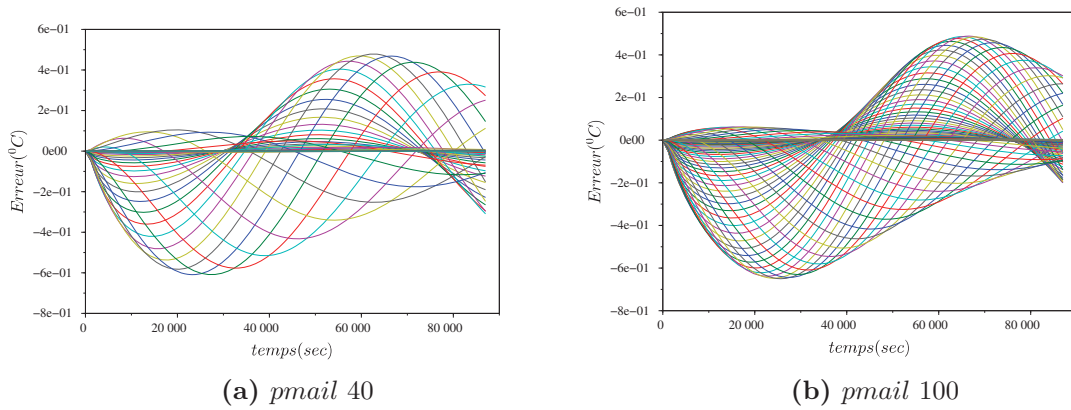 6e−01
4e−01
2e−01
0e00
−2e−01
−4e−01
−6e−01
−8e−01
Erreur(⁰C)
0
20 000
40 000
60 000
80 000
temps(sec)
(a) pmail 40
6e−01
4e−01
2e−01
0e00
−2e−01
−4e−01
−6e−01
−8e−01
Erreur(⁰C)
0
20 000
40 000
60 000
80 000
temps(sec)
(b) pmail 100